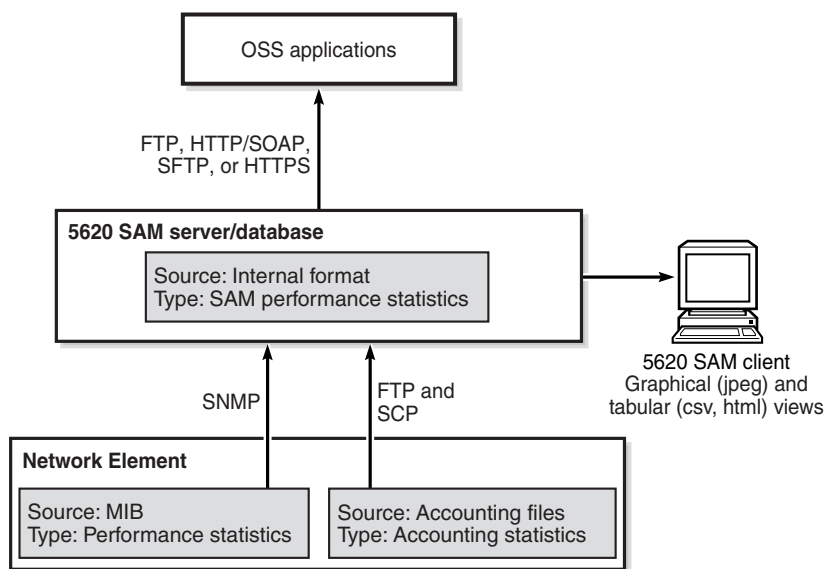 OSS applications
FTP, HTTP/SOAP,
SFTP, or HTTPS
5620 SAM server/database
Source: Internal format
Type: SAM performance statistics
5620 SAM client
Graphical (jpeg) and
tabular (csv, html) views
SNMP
FTP and
SCP
Network Element
Source: MIB
Type: Performance statistics
Source: Accounting files
Type: Accounting statistics